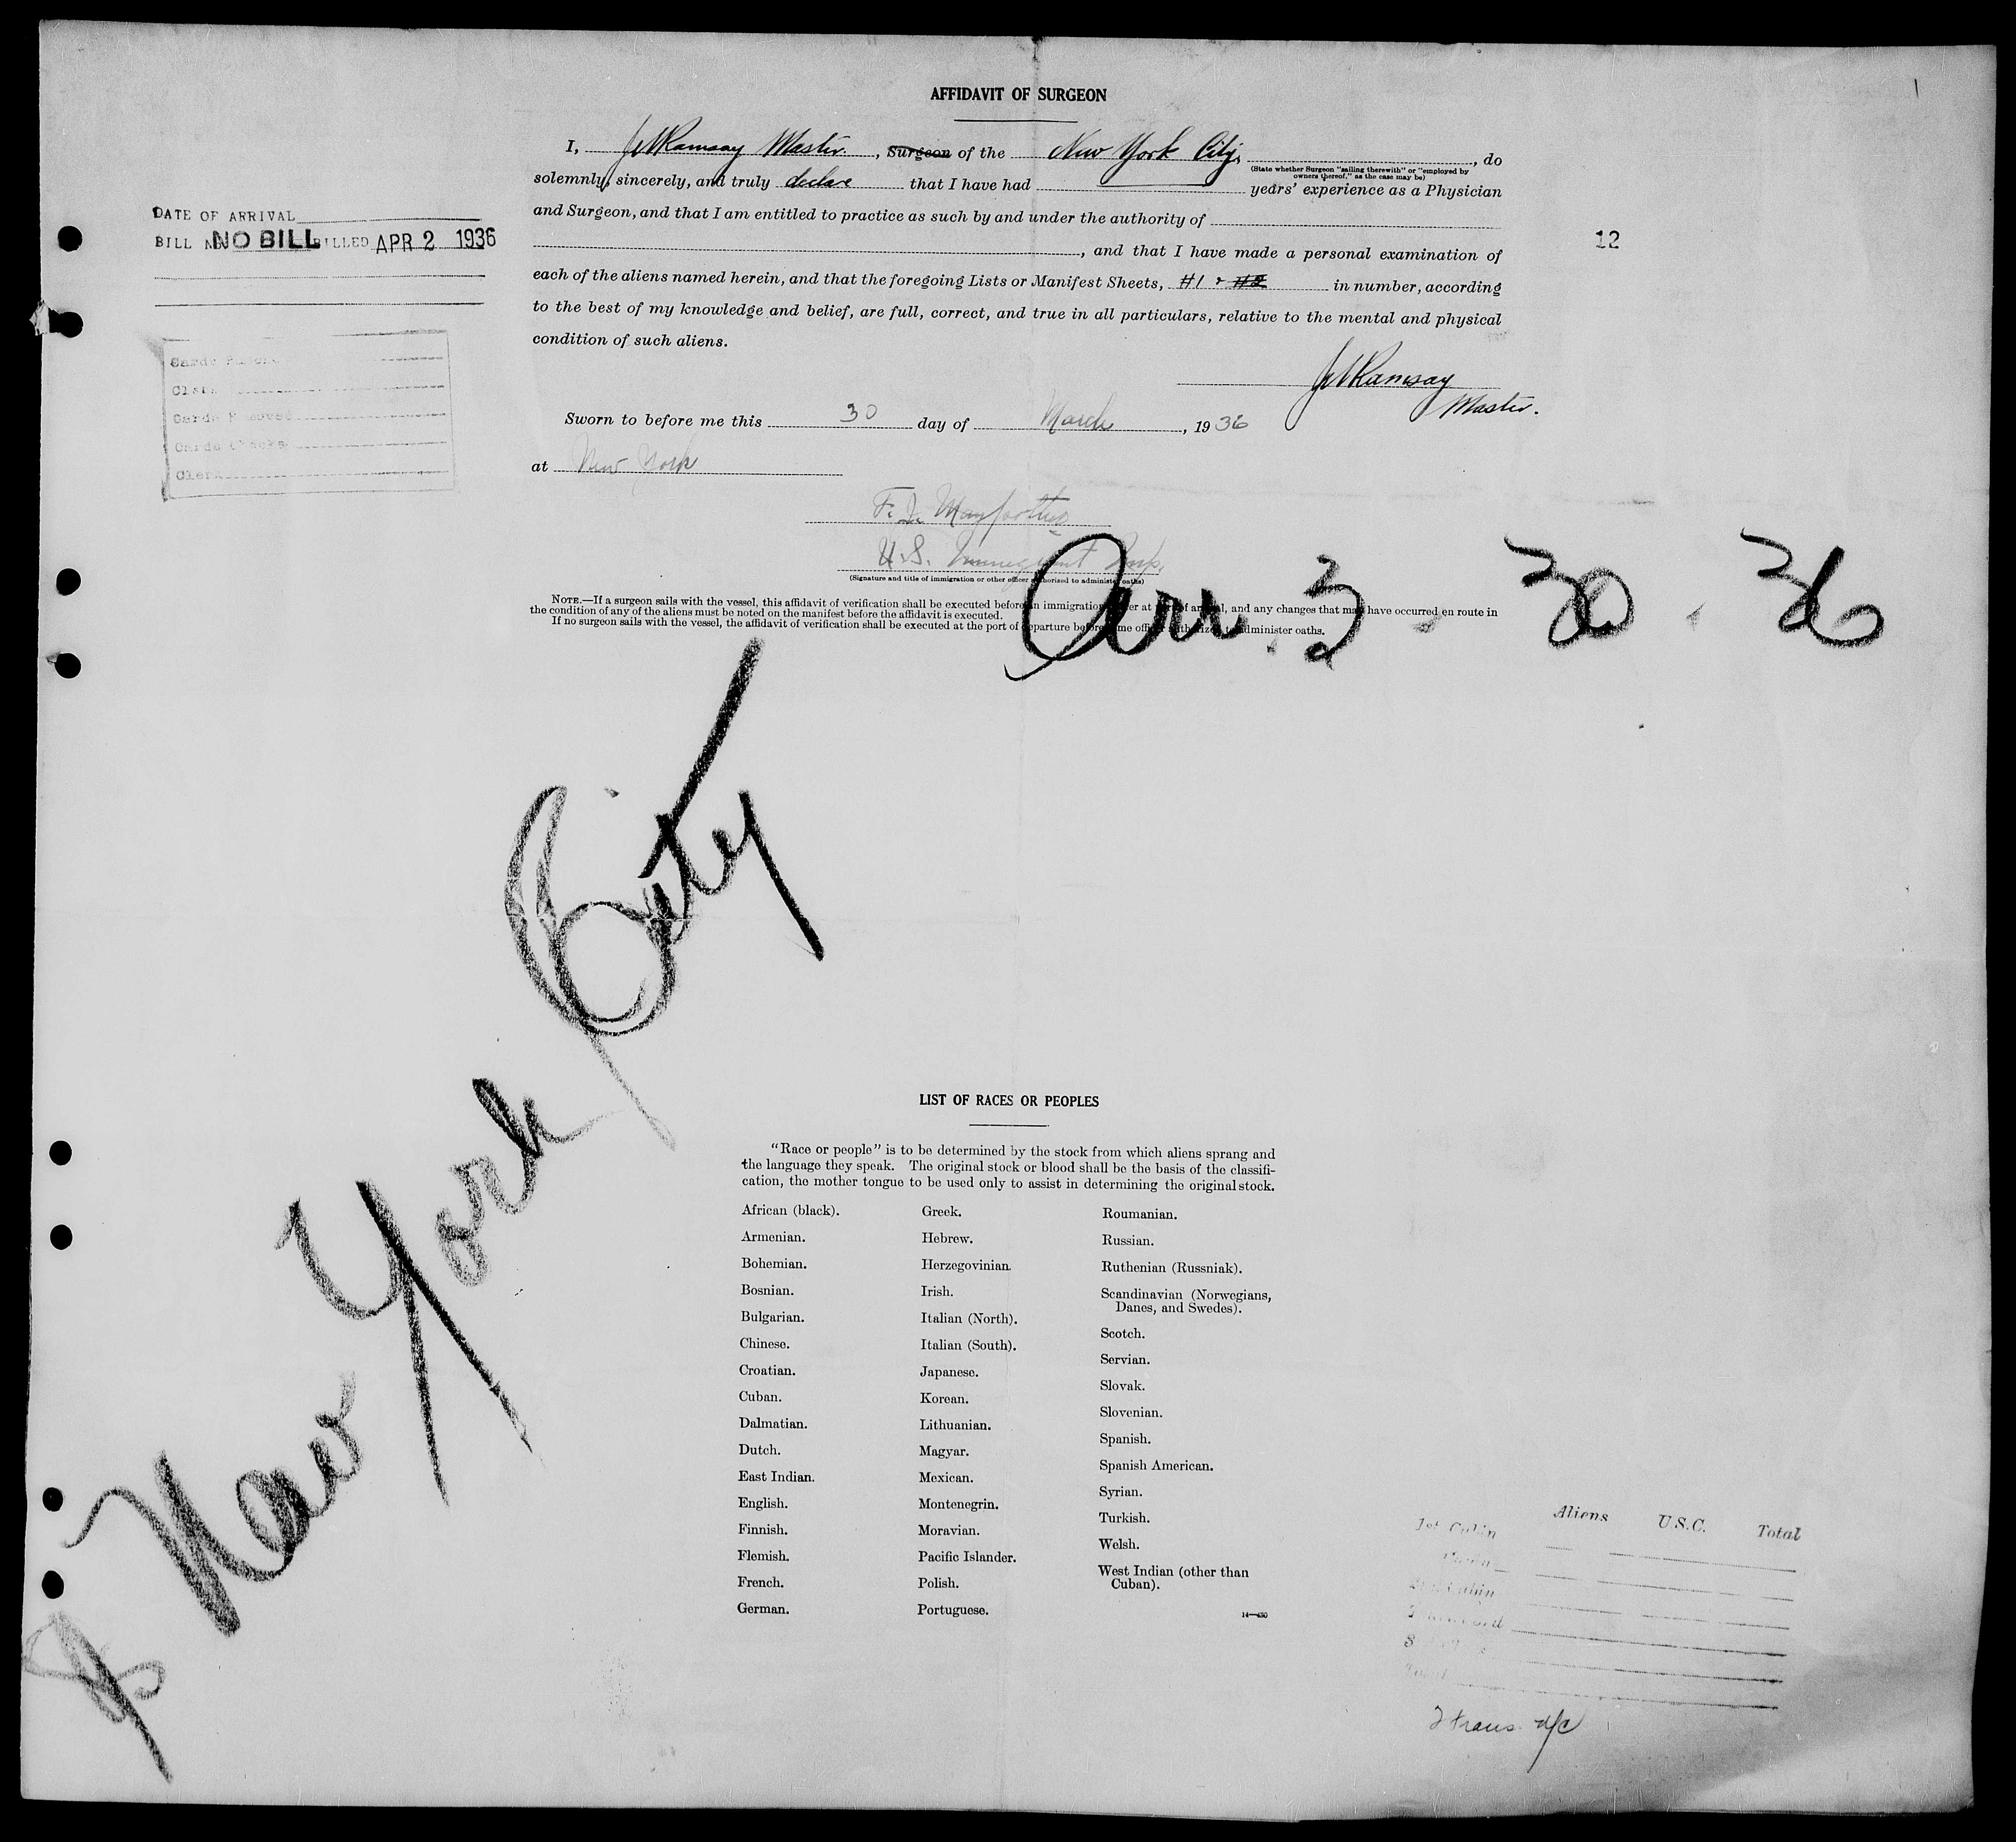 AFFIDAVIT OF SURGEON
I, Ramsay Master, Surgeon of the New York City, do
(State whether Surgeon "sailing therewith" or "employed by
owners thereof," as the case may be)
solemnly, sincerely, and truly declare that I have had years' experience as a Physician
and Surgeon, and that I am entitled to practice as such by and under the authority of
, and that I have made a personal examination of
each of the aliens named herein, and that the foregoing Lists or Manifest Sheets, #1 in number, according
to the best of my knowledge and belief, are full, correct, and true in all particulars, relative to the mental and physical
condition of such aliens.
DATE OF ARRIVAL
BILL NO BILL BILLED APR 2 1936
12
Cards Removed
Cards Checks
Clerk
Ramsay
Master.
Sworn to before me this 30 day of March, 1936
at New York
U.S. Immigrant Insp.
(Signature and title of immigration or other officer authorized to administer oaths)
Arr. 3 - 30 - 36
NOTE.—If a surgeon sails with the vessel, this affidavit of verification shall be executed before an immigration officer at port of arrival, and any changes that may have occurred en route in
the condition of any of the aliens must be noted on the manifest before the affidavit is executed.
If no surgeon sails with the vessel, the affidavit of verification shall be executed at the port of departure before some officer authorized to administer oaths.
New York City
LIST OF RACES OR PEOPLES
"Race or people" is to be determined by the stock from which aliens sprang and
the language they speak. The original stock or blood shall be the basis of the classifi-
cation, the mother tongue to be used only to assist in determining the original stock.
African (black).
Armenian.
Bohemian.
Bosnian.
Bulgarian.
Chinese.
Croatian.
Cuban.
Dalmatian.
Dutch.
East Indian.
English.
Finnish.
Flemish.
French.
German.
Greek.
Hebrew.
Herzegovinian.
Irish.
Italian (North).
Italian (South).
Japanese.
Korean.
Lithuanian.
Magyar.
Mexican.
Montenegrin.
Moravian.
Pacific Islander.
Polish.
Portuguese.
Roumanian.
Russian.
Ruthenian (Russniak).
Scandinavian (Norwegians,
Danes, and Swedes).
Scotch.
Servian.
Slovak.
Slovenian.
Spanish.
Spanish American.
Syrian.
Turkish.
Welsh.
West Indian (other than
Cuban).
14—430
Aliens U.S.C. Total
1st Cabin
2 trans